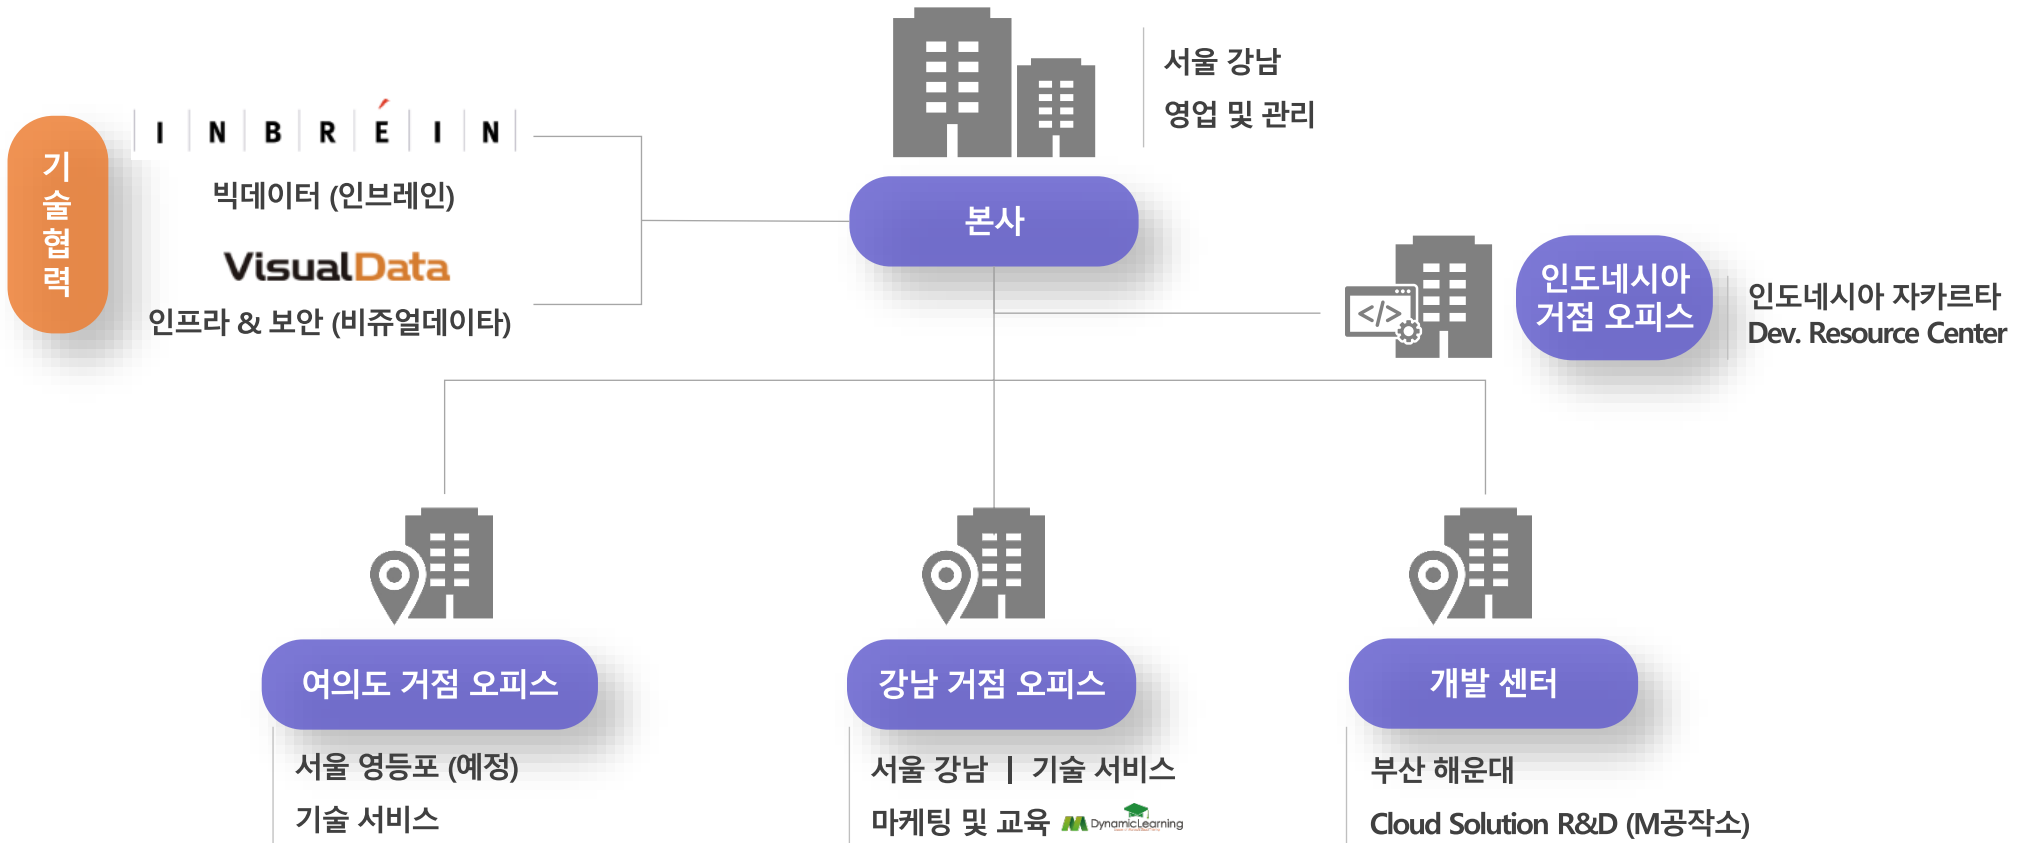 서울 강남
영업 및 관리
기술협력
INBRÉIN
빅데이터 (인브레인)
VisualData
인프라 & 보안 (비쥬얼데이타)
본사
인도네시아
거점 오피스
인도네시아 자카르타
Dev. Resource Center
여의도 거점 오피스
서울 영등포 (예정)
기술 서비스
강남 거점 오피스
서울 강남 | 기술 서비스
마케팅 및 교육 DynamicLearning
개발 센터
부산 해운대
Cloud Solution R&D (M공작소)